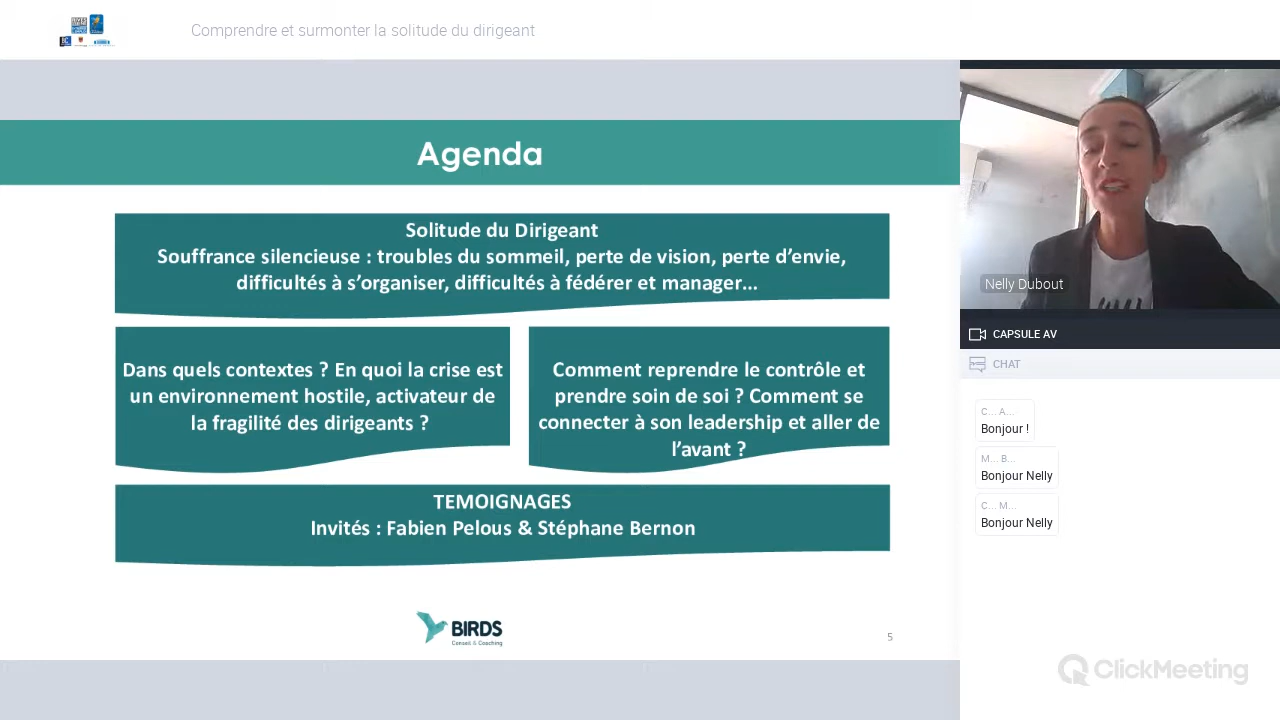 Comprendre et surmonter la solitude du dirigeant
Agenda
Solitude du Dirigeant
Souffrance silencieuse : troubles du sommeil, perte de vision, perte d’envie,
difficultés à s’organiser, difficultés à fédérer et manager...
Dans quels contextes ? En quoi la crise est
un environnement hostile, activateur de
la fragilité des dirigeants ?
Comment reprendre le contrôle et
prendre soin de soi ? Comment se
connecter à son leadership et aller de
l’avant ?
TEMOIGNAGES
Invités : Fabien Pelous & Stéphane Bernon
BIRDS
Conseil & Coaching
5
Nelly Dubout
CAPSULE AV
CHAT
C... A...
Bonjour !
M... B...
Bonjour Nelly
C... M...
Bonjour Nelly
ClickMeeting